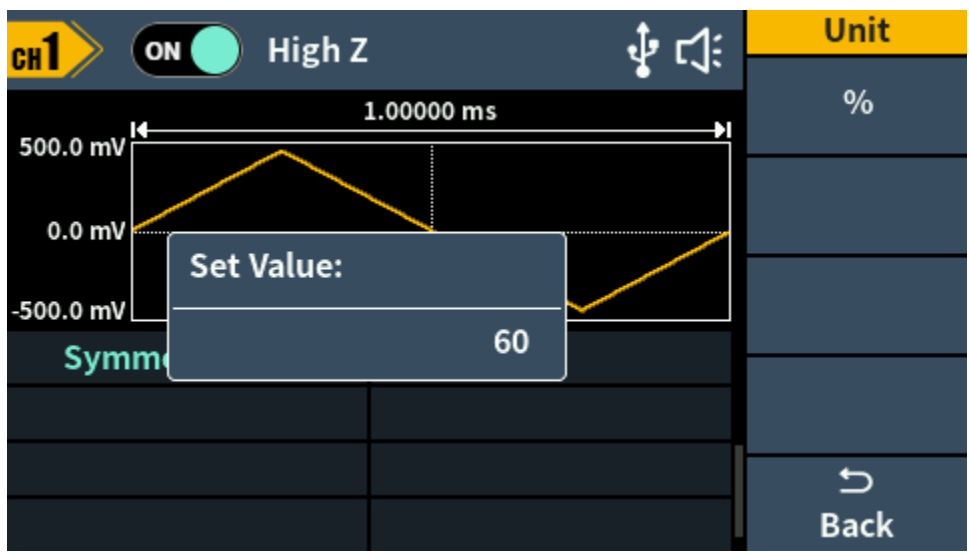 CH1 ON High Z
Unit
1.00000 ms
%
500.0 mV
0.0 mV
Set Value:
-500.0 mV
60
Back